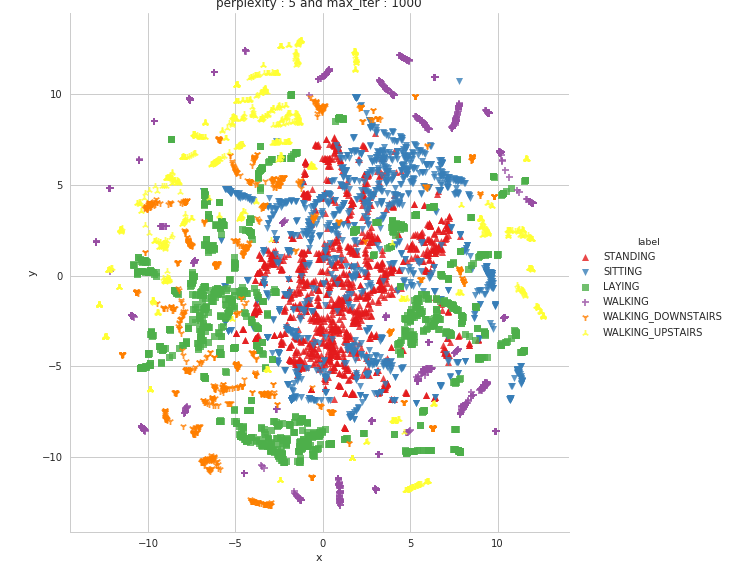 perplexity : 5 and max_iter : 1000
10
5
0
−5
−10
y
−10
−5
0
5
10
x
label
STANDING
SITTING
LAYING
WALKING
WALKING_DOWNSTAIRS
WALKING_UPSTAIRS